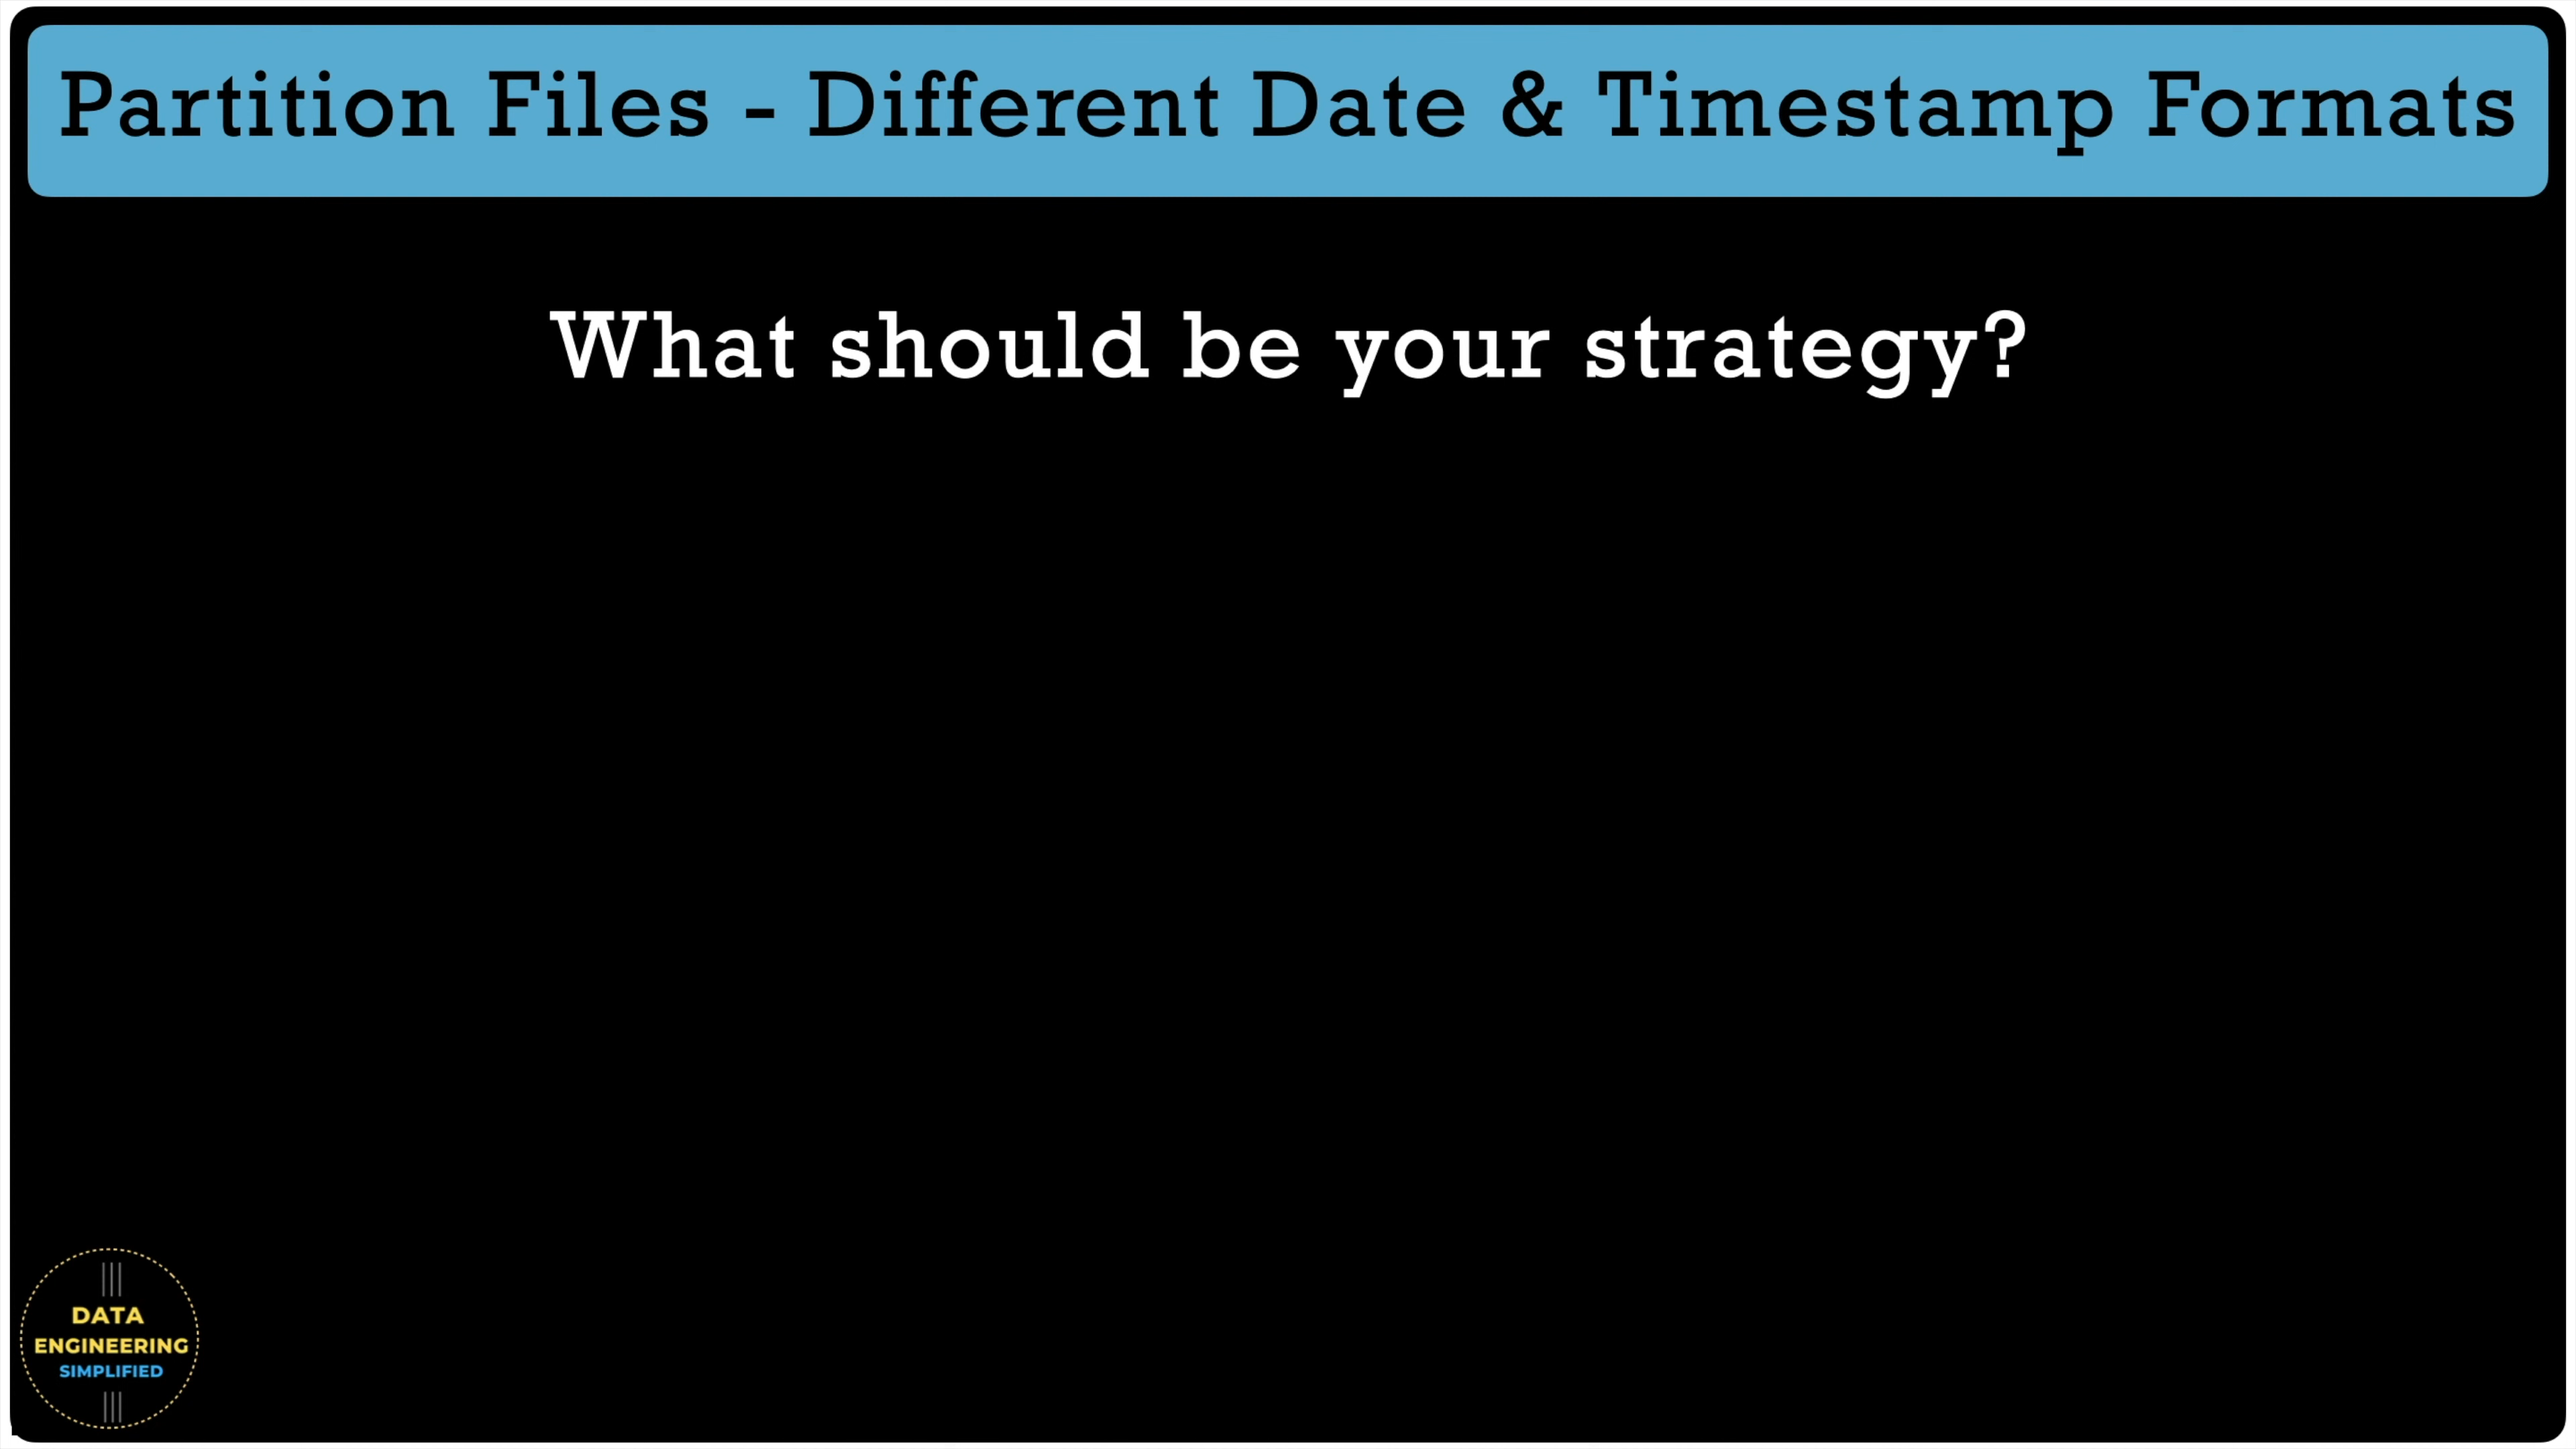 Partition Files - Different Date & Timestamp Formats
What should be your strategy?
DATA
ENGINEERING
SIMPLIFIED